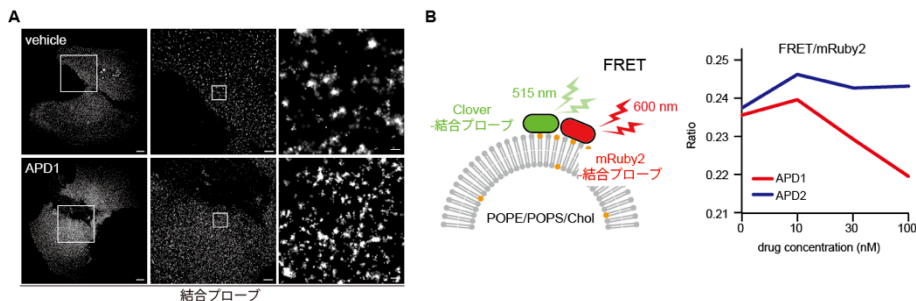 A
vehicle
APD1
結合プローブ
B
FRET
515 nm
600 nm
Clover
-結合プローブ
mRuby2
-結合プローブ
POPE/POPS/Chol
FRET/mRuby2
Ratio
0.25
0.24
0.23
0.22
0.21
APD1
APD2
0
10
30
100
drug concentration (nM)